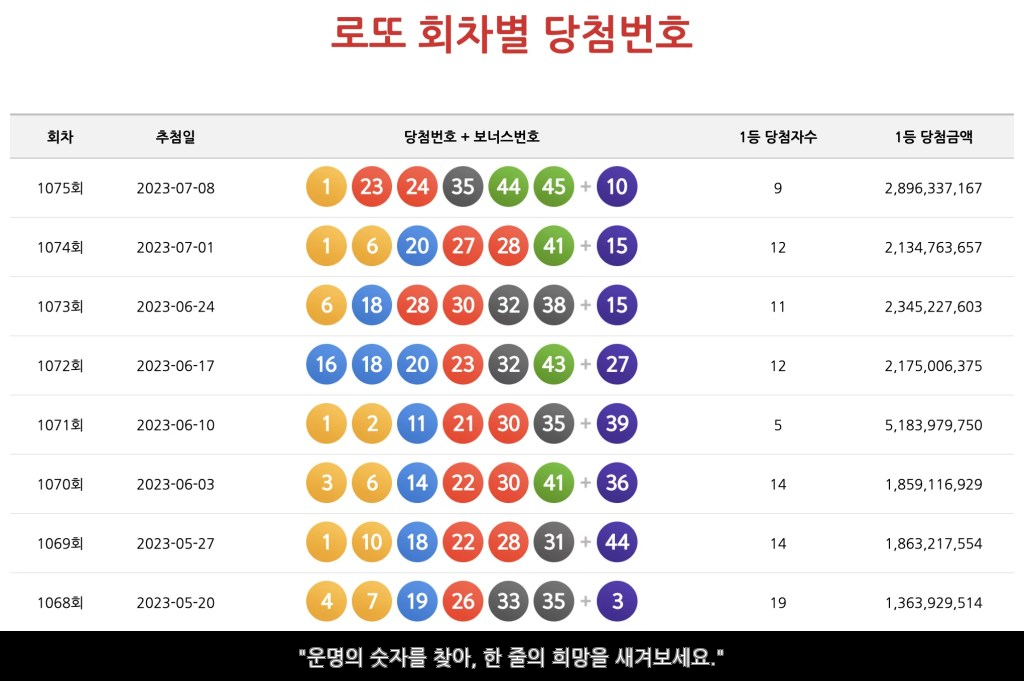 로또 회차별 당첨번호
회차 추첨일 당첨번호 + 보너스번호 1등 당첨자수 1등 당첨금액
1075회 2023-07-08 1 23 24 35 44 45 + 10 9 2,896,337,167
1074회 2023-07-01 1 6 20 27 28 41 + 15 12 2,134,763,657
1073회 2023-06-24 6 18 28 30 32 38 + 15 11 2,345,227,603
1072회 2023-06-17 16 18 20 23 32 43 + 27 12 2,175,006,375
1071회 2023-06-10 1 2 11 21 30 35 + 39 5 5,183,979,750
1070회 2023-06-03 3 6 14 22 30 41 + 36 14 1,859,116,929
1069회 2023-05-27 1 10 18 22 28 31 + 44 14 1,863,217,554
1068회 2023-05-20 4 7 19 26 33 35 + 3 19 1,363,929,514
"운명의 숫자를 찾아, 한 줄의 희망을 새겨보세요."